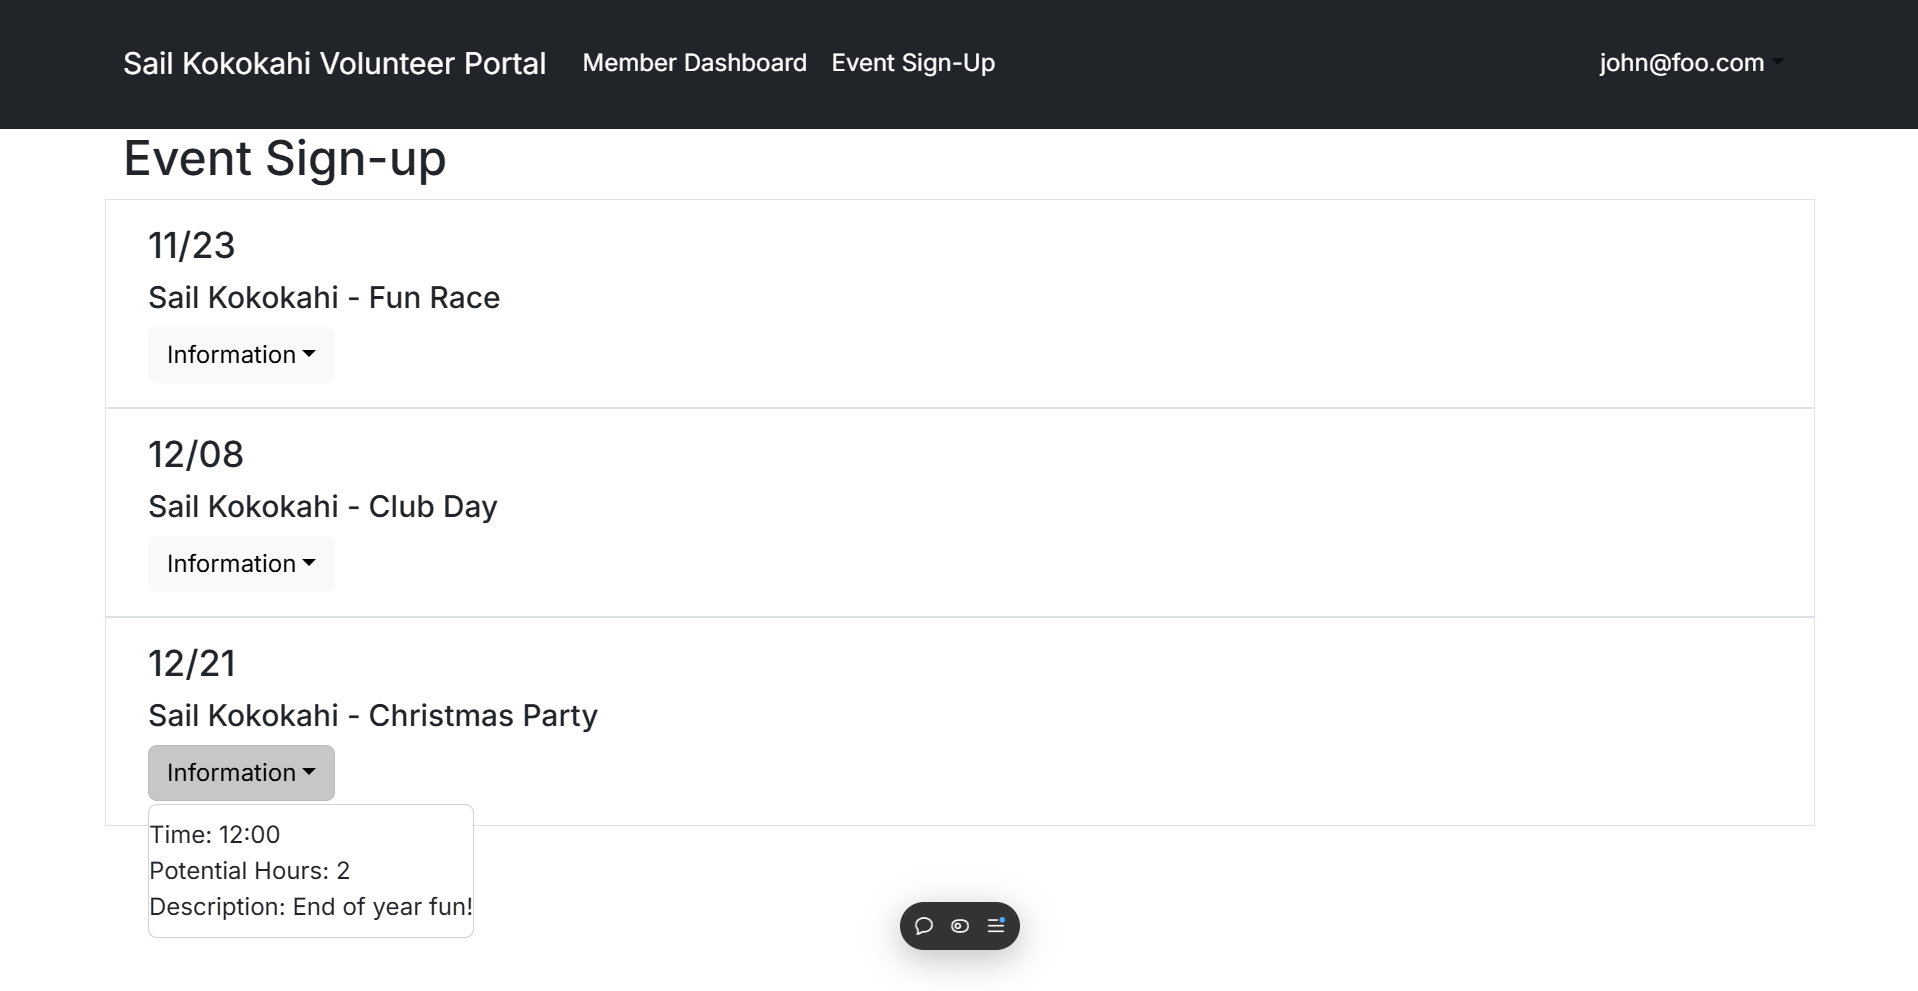 Sail Kokokahi Volunteer Portal Member Dashboard Event Sign-Up john@foo.com
Event Sign-up
11/23
Sail Kokokahi - Fun Race
Information
12/08
Sail Kokokahi - Club Day
Information
12/21
Sail Kokokahi - Christmas Party
Information
Time: 12:00
Potential Hours: 2
Description: End of year fun!